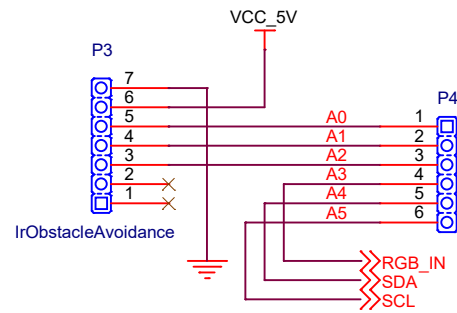 VCC_5V
P3
7
6
5
4
3
2
1
IrObstacleAvoidance
P4
A0 1
A1 2
A2 3
A3 4
A4 5
A5 6
RGB_IN
SDA
SCL